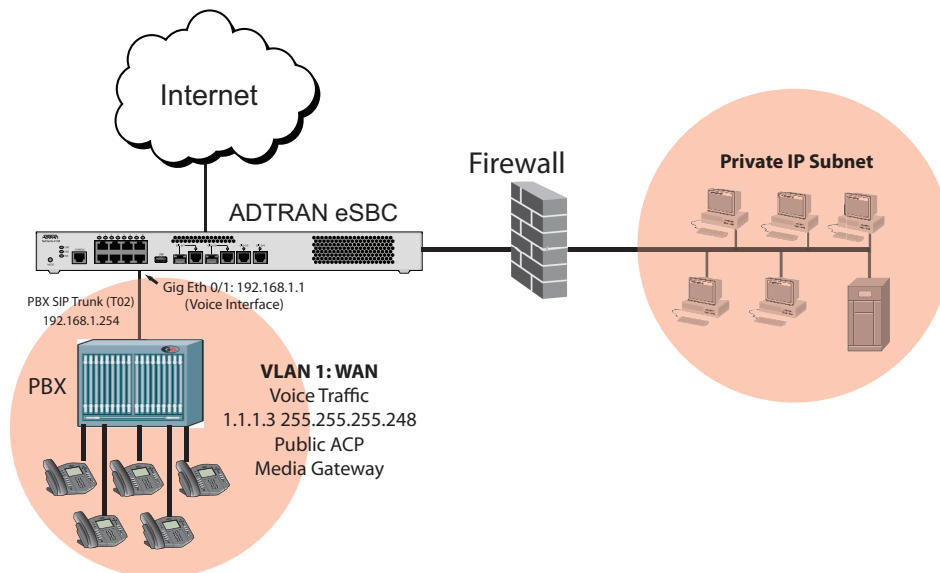 Internet
Firewall
Private IP Subnet
ADTRAN eSBC
ADTRAN
Gig Eth 0/1: 192.168.1.1
(Voice Interface)
PBX SIP Trunk (T02)
192.168.1.254
PBX
VLAN 1: WAN
Voice Traffic
1.1.1.3 255.255.255.248
Public ACP
Media Gateway